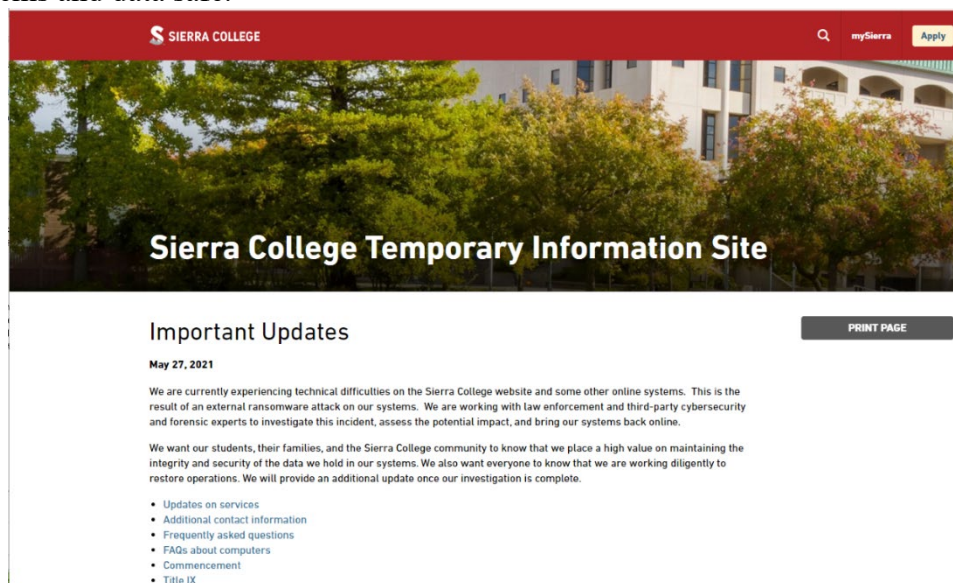 SIERRA COLLEGE
mySierra
Apply
Sierra College Temporary Information Site
Important Updates
PRINT PAGE
May 27, 2021
We are currently experiencing technical difficulties on the Sierra College website and some other online systems. This is the
result of an external ransomware attack on our systems. We are working with law enforcement and third-party cybersecurity
and forensic experts to investigate this incident, assess the potential impact, and bring our systems back online.
We want our students, their families, and the Sierra College community to know that we place a high value on maintaining the
integrity and security of the data we hold in our systems. We also want everyone to know that we are working diligently to
restore operations. We will provide an additional update once our investigation is complete.
• Updates on services
• Additional contact information
• Frequently asked questions
• FAQs about computers
• Commencement
• Title IX